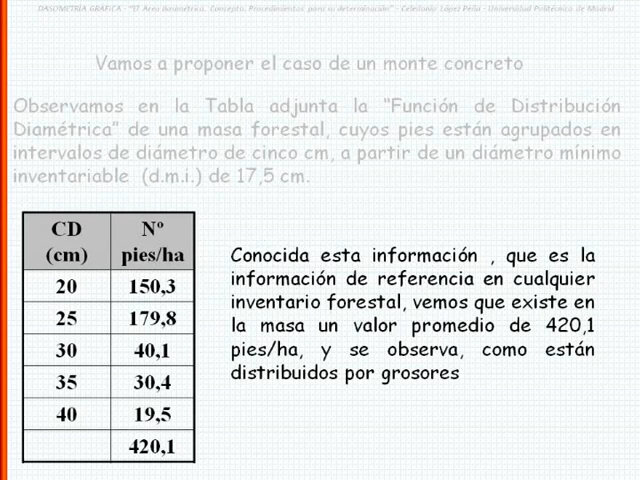 DASOMETRÍA GRÁFICA - "El Área Basimétrica. Concepto. Procedimientos para su determinación" - Celedonio López Peña - Universidad Politécnica de Madrid
Vamos a proponer el caso de un monte concreto
Observamos en la Tabla adjunta la "Función de Distribución
Diamétrica" de una masa forestal, cuyos pies están agrupados en
intervalos de diámetro de cinco cm, a partir de un diámetro mínimo
inventariable (d.m.i.) de 17,5 cm.
CD (cm) Nº pies/ha
20 150,3
25 179,8
30 40,1
35 30,4
40 19,5
420,1
Conocida esta información , que es la
información de referencia en cualquier
inventario forestal, vemos que existe en
la masa un valor promedio de 420,1
pies/ha, y se observa, como están
distribuidos por grosores